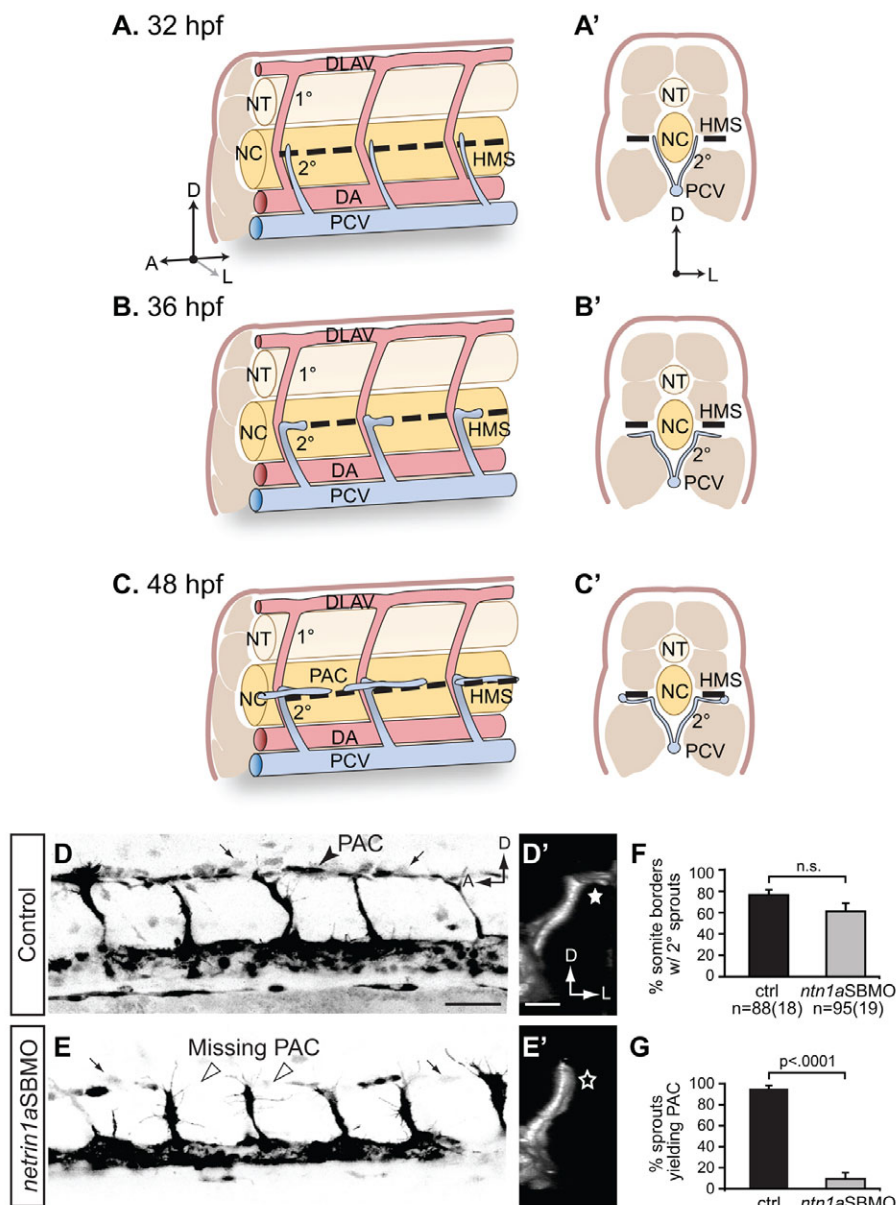 A. 32 hpf
DLAV
1°
NT
NC
HMS
2°
DA
PCV
D
A
L
A'
NT
NC
HMS
2°
PCV
D
L
B. 36 hpf
DLAV
1°
NT
NC
HMS
2°
DA
PCV
B'
NT
NC
HMS
2°
PCV
C. 48 hpf
DLAV
1°
NT
PAC
NC
HMS
2°
DA
PCV
C'
NT
NC
HMS
2°
PCV
Control
D
PAC
D
A
D'
D
L
netrin1aSBMO
E
Missing PAC
E'
F
n.s.
% somite borders
w/ 2° sprouts
100
80
60
40
20
0
ctrl ntn1aSBMO
n=88(18) n=95(19)
G
p<.0001
% sprouts
yielding PAC
100
80
60
40
20
0
ctrl ntn1aSBMO